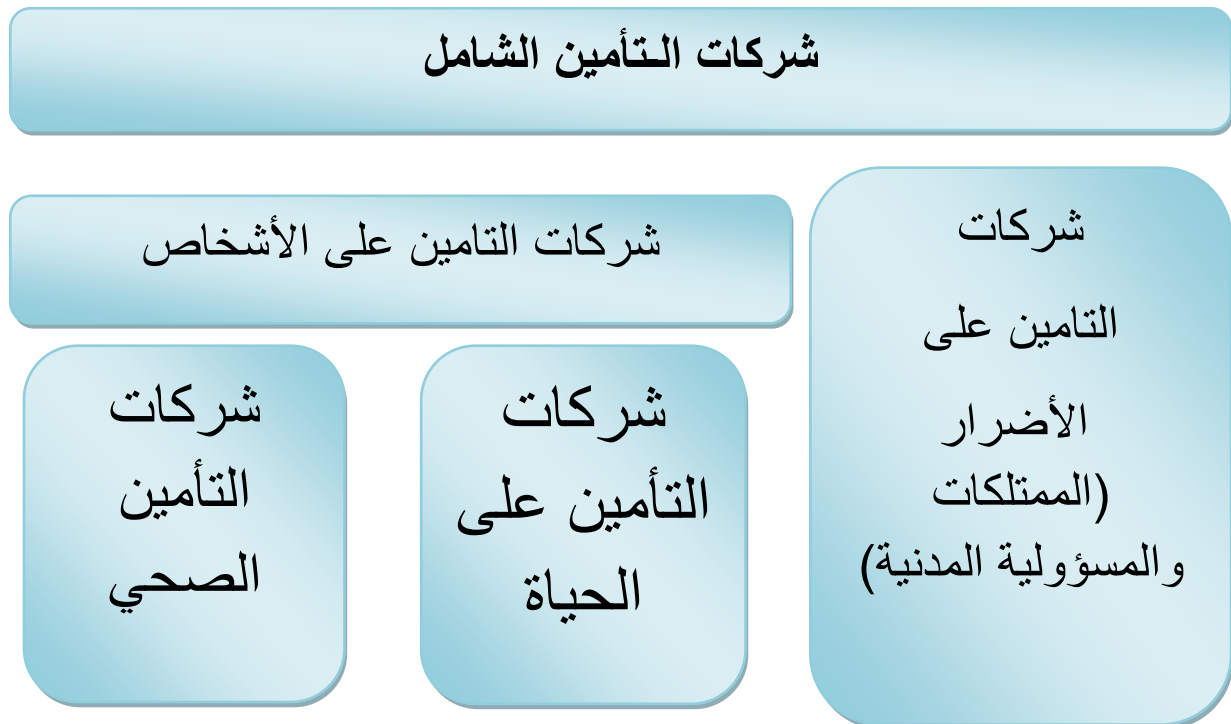 شركات الـتأمين الشامل
شركات
التامين على
الأضرار
(الممتلكات
والمسؤولية المدنية)
شركات التامين على الأشخاص
شركات
التأمين على
الحياة
شركات
التأمين
الصحي